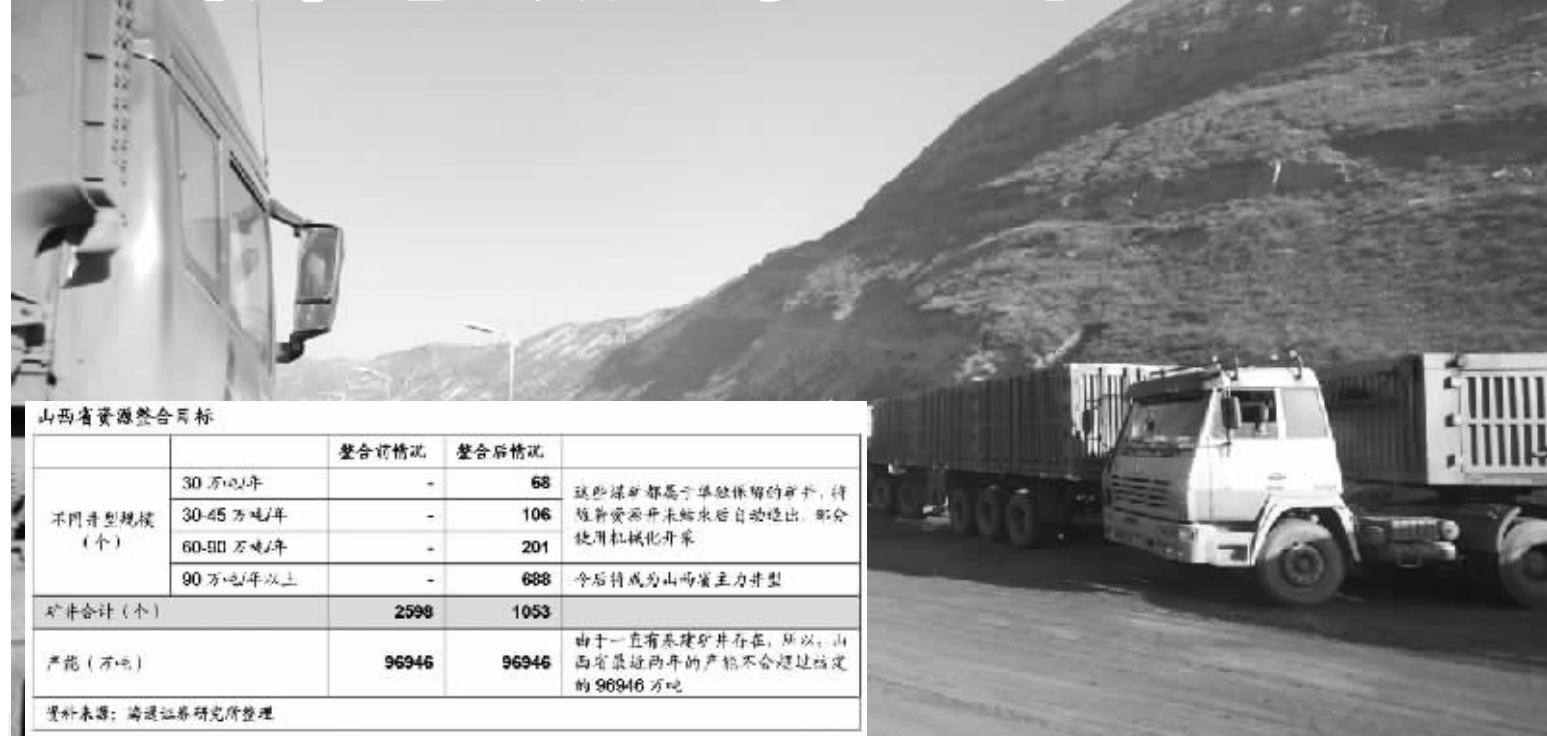 山西省资源整合目标
整合前情况 整合后情况
不同井型规模
(个)
30 万吨/年 - 68
30-45 万吨/年 - 106
60-90 万吨/年 - 201
90 万吨/年以上 - 688
这些煤矿都属于单独保留的矿井,待
随着资源开采结束后自动退出,部分
使用机械化开采
今后将成为山西省主力井型
矿井合计(个) 2598 1053
产能(万吨) 96946 96946
由于一直有基建矿井存在,所以,山
西省最近两年的产能不会超过核定
的 96946 万吨
资料来源:海通证券研究所整理